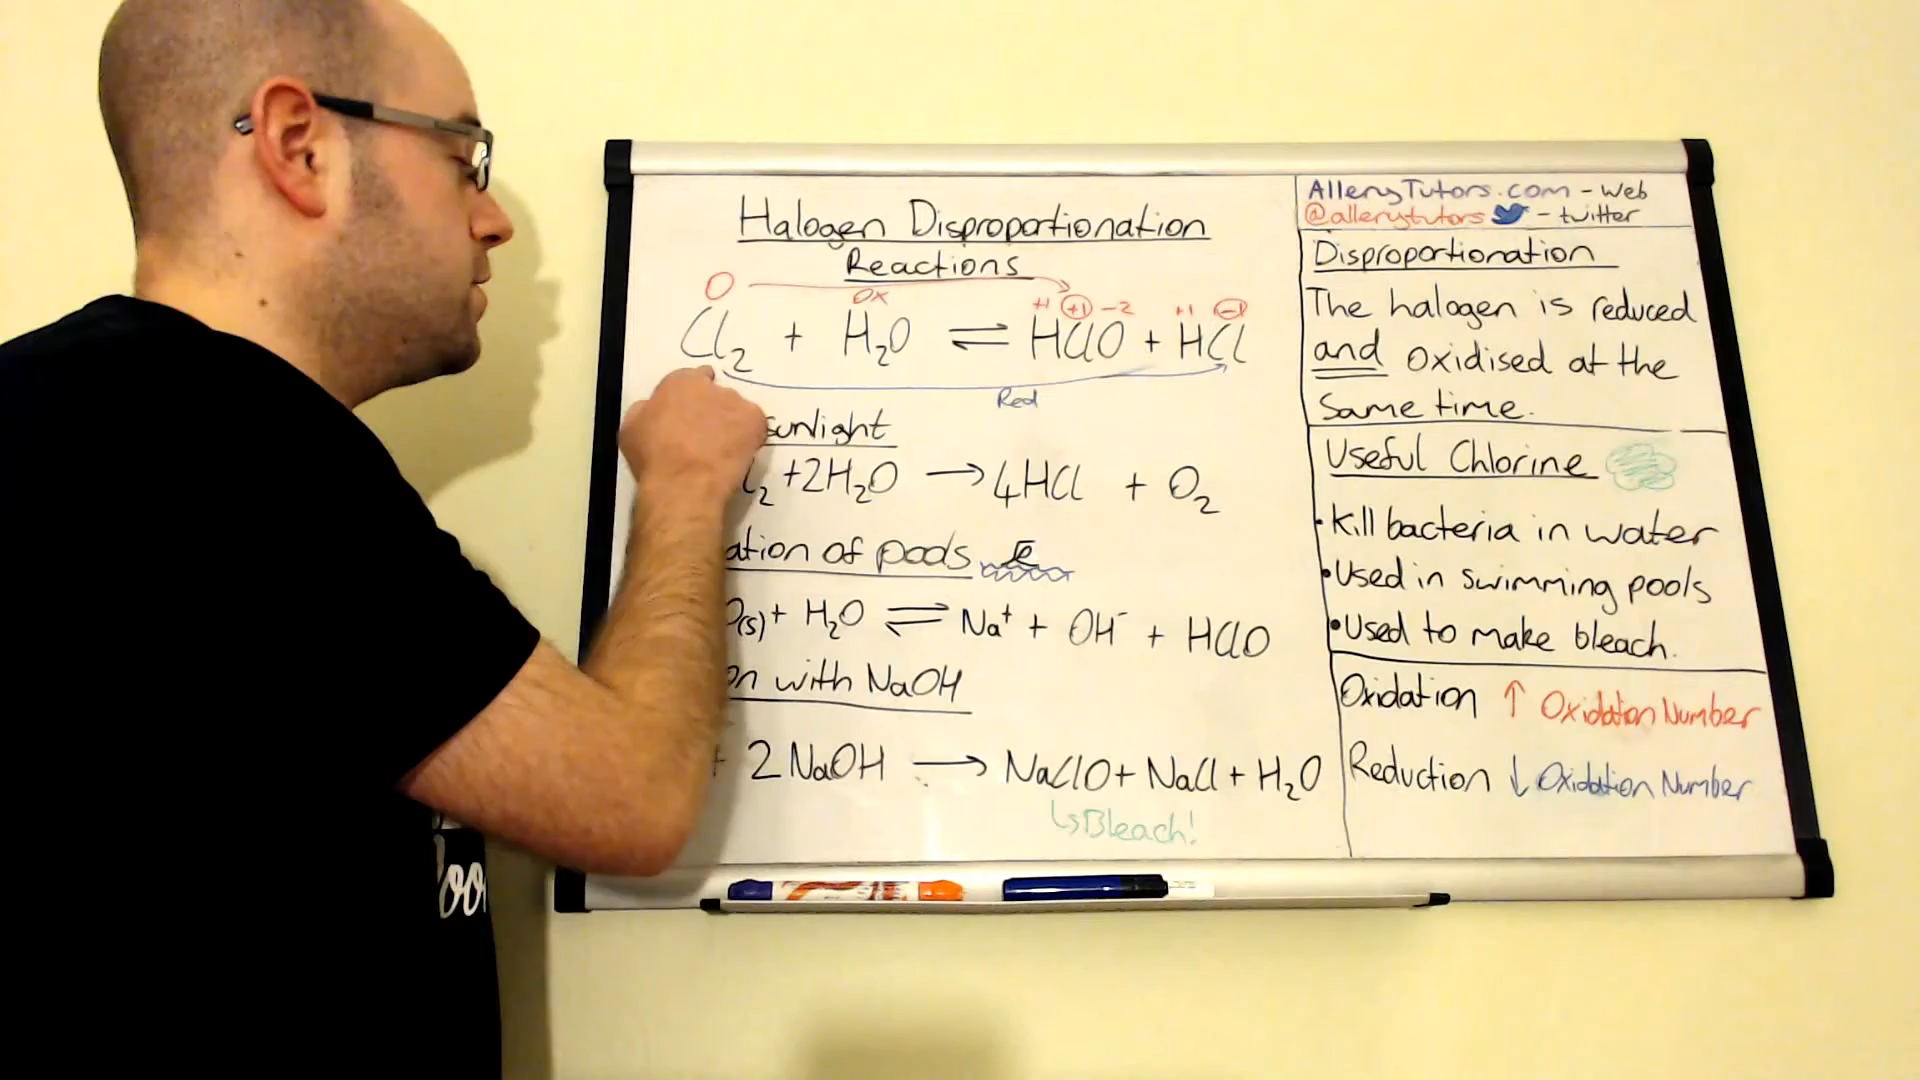 Halogen Disproportionation
Reactions
O
Ox
+1 +1 -2 +1 -1
Cl2 + H2O ⇌ HClO + HCl
Red
sunlight
l2 +2H2O → 4HCl + O2
ation of pools
O(s) + H2O ⇌ Na+ + OH- + HClO
on with NaOH
+ 2NaOH → NaClO + NaCl + H2O
↳Bleach!
AlleryTutors.com - Web
@allerytutors - twitter
Disproportionation
The halogen is reduced
and oxidised at the
same time.
Useful Chlorine
• Kill bacteria in water
• Used in swimming pools
• Used to make bleach.
Oxidation ↑ Oxidation Number
Reduction ↓ Oxidation Number